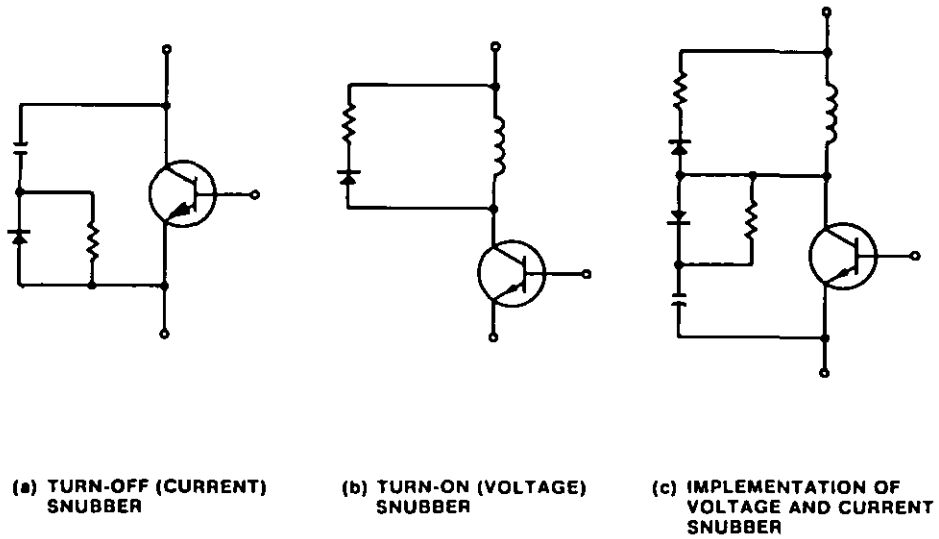 (a) TURN-OFF (CURRENT)
SNUBBER
(b) TURN-ON (VOLTAGE)
SNUBBER
(c) IMPLEMENTATION OF
VOLTAGE AND CURRENT
SNUBBER